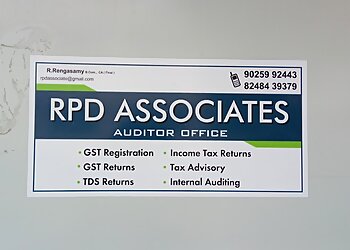 R.Rengasamy B.Com., CA ( Final )
rpdaassociate@gmail.com
90259 92443
82484 39379
RPD ASSOCIATES
AUDITOR OFFICE
• GST Registration
• GST Returns
• TDS Returns
• Income Tax Returns
• Tax Advisory
• Internal Auditing